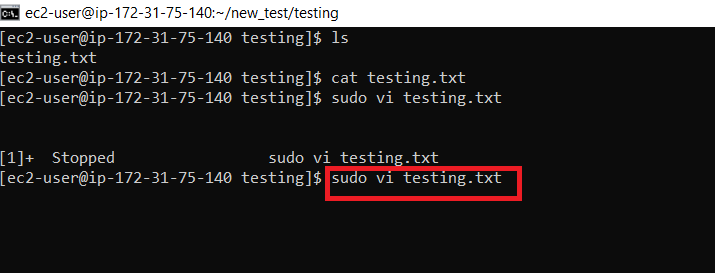 ec2-user@ip-172-31-75-140:~/new_test/testing
[ec2-user@ip-172-31-75-140 testing]$ ls
testing.txt
[ec2-user@ip-172-31-75-140 testing]$ cat testing.txt
[ec2-user@ip-172-31-75-140 testing]$ sudo vi testing.txt
[1]+  Stopped                 sudo vi testing.txt
[ec2-user@ip-172-31-75-140 testing]$ sudo vi testing.txt